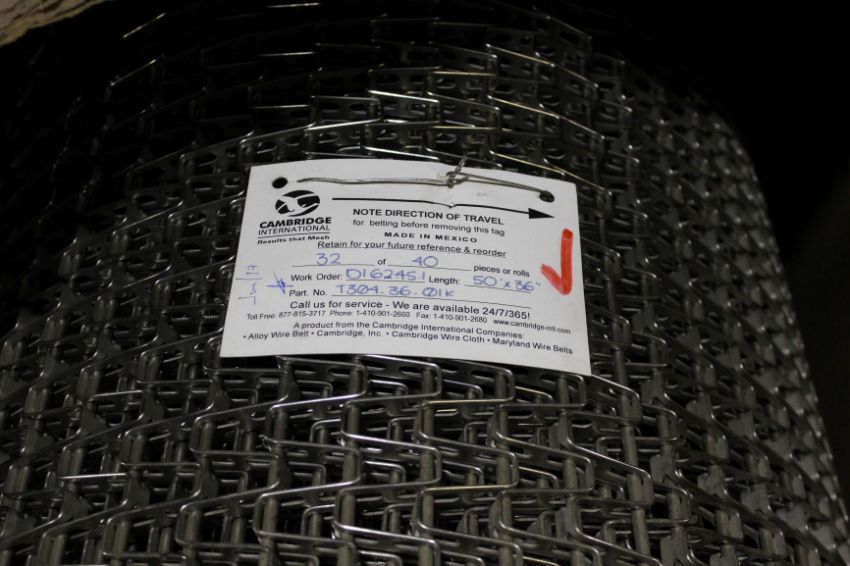 CAMBRIDGE
INTERNATIONAL
Results that Mesh
NOTE DIRECTION OF TRAVEL
for belting before removing this tag
MADE IN MEXICO
Retain for your future reference & reorder
32 of 40 pieces or rolls
Work Order: D16245.1 Length: 50' x 36"
Part. No. T304-36-01K
Call us for service - We are available 24/7/365!
Toll Free: 877-815-3717 Phone: 1-410-901-2660 Fax: 1-410-901-2680 www.cambridge-intl.com
A product from the Cambridge International Companies:
• Alloy Wire Belt • Cambridge, Inc. • Cambridge Wire Cloth • Maryland Wire Belts